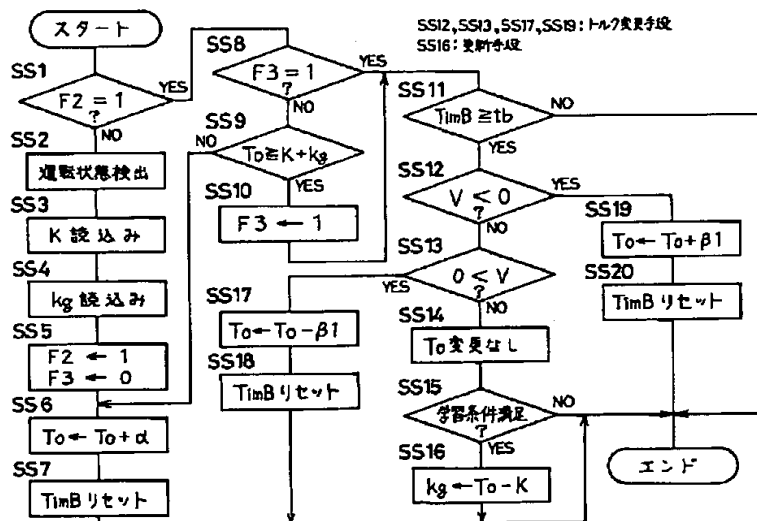 スタート
SS12,SS13,SS17,SS19:トルク変更手段
SS16:更新手段
SS1
F2=1
?
YES
NO
SS2
運転状態検出
SS3
K 読込み
SS4
kg 読込み
SS5
F2 ← 1
F3 ← 0
SS6
To ← To+α
SS7
TimBリセット
SS8
F3=1
?
YES
NO
SS9
To≧K+kg
NO
YES
SS10
F3 ← 1
SS11
TimB≧tb
NO
YES
SS12
V<0
?
YES
NO
SS13
0<V
?
YES
NO
SS14
To変更なし
SS15
学習条件満足
?
NO
YES
SS16
kg←To-K
SS17
To←To-β1
SS18
TimBリセット
SS19
To←To+β1
SS20
TimBリセット
エンド